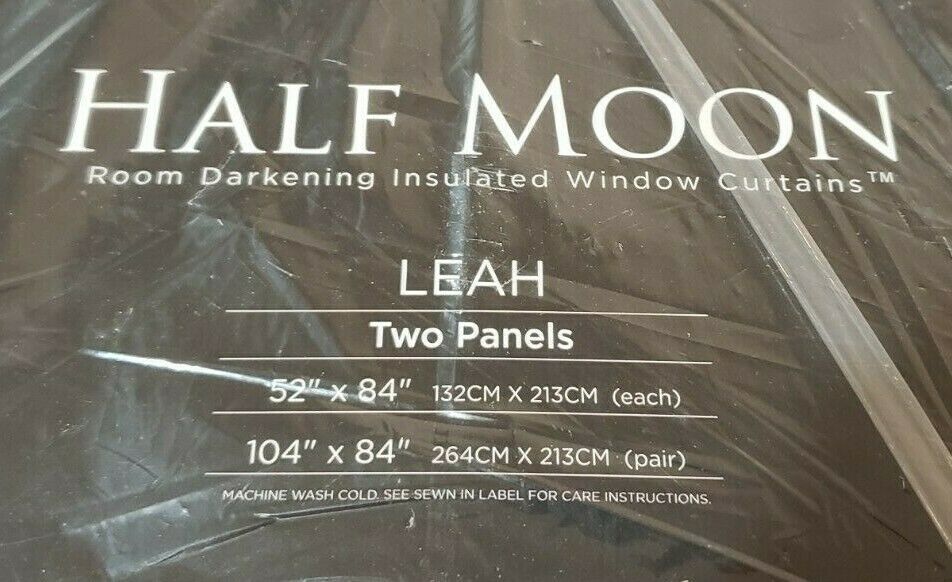 HALF MOON
Room Darkening Insulated Window Curtains™
LEAH
Two Panels
52" x 84" 132CM X 213CM (each)
104" x 84" 264CM X 213CM (pair)
MACHINE WASH COLD. SEE SEWN IN LABEL FOR CARE INSTRUCTIONS.